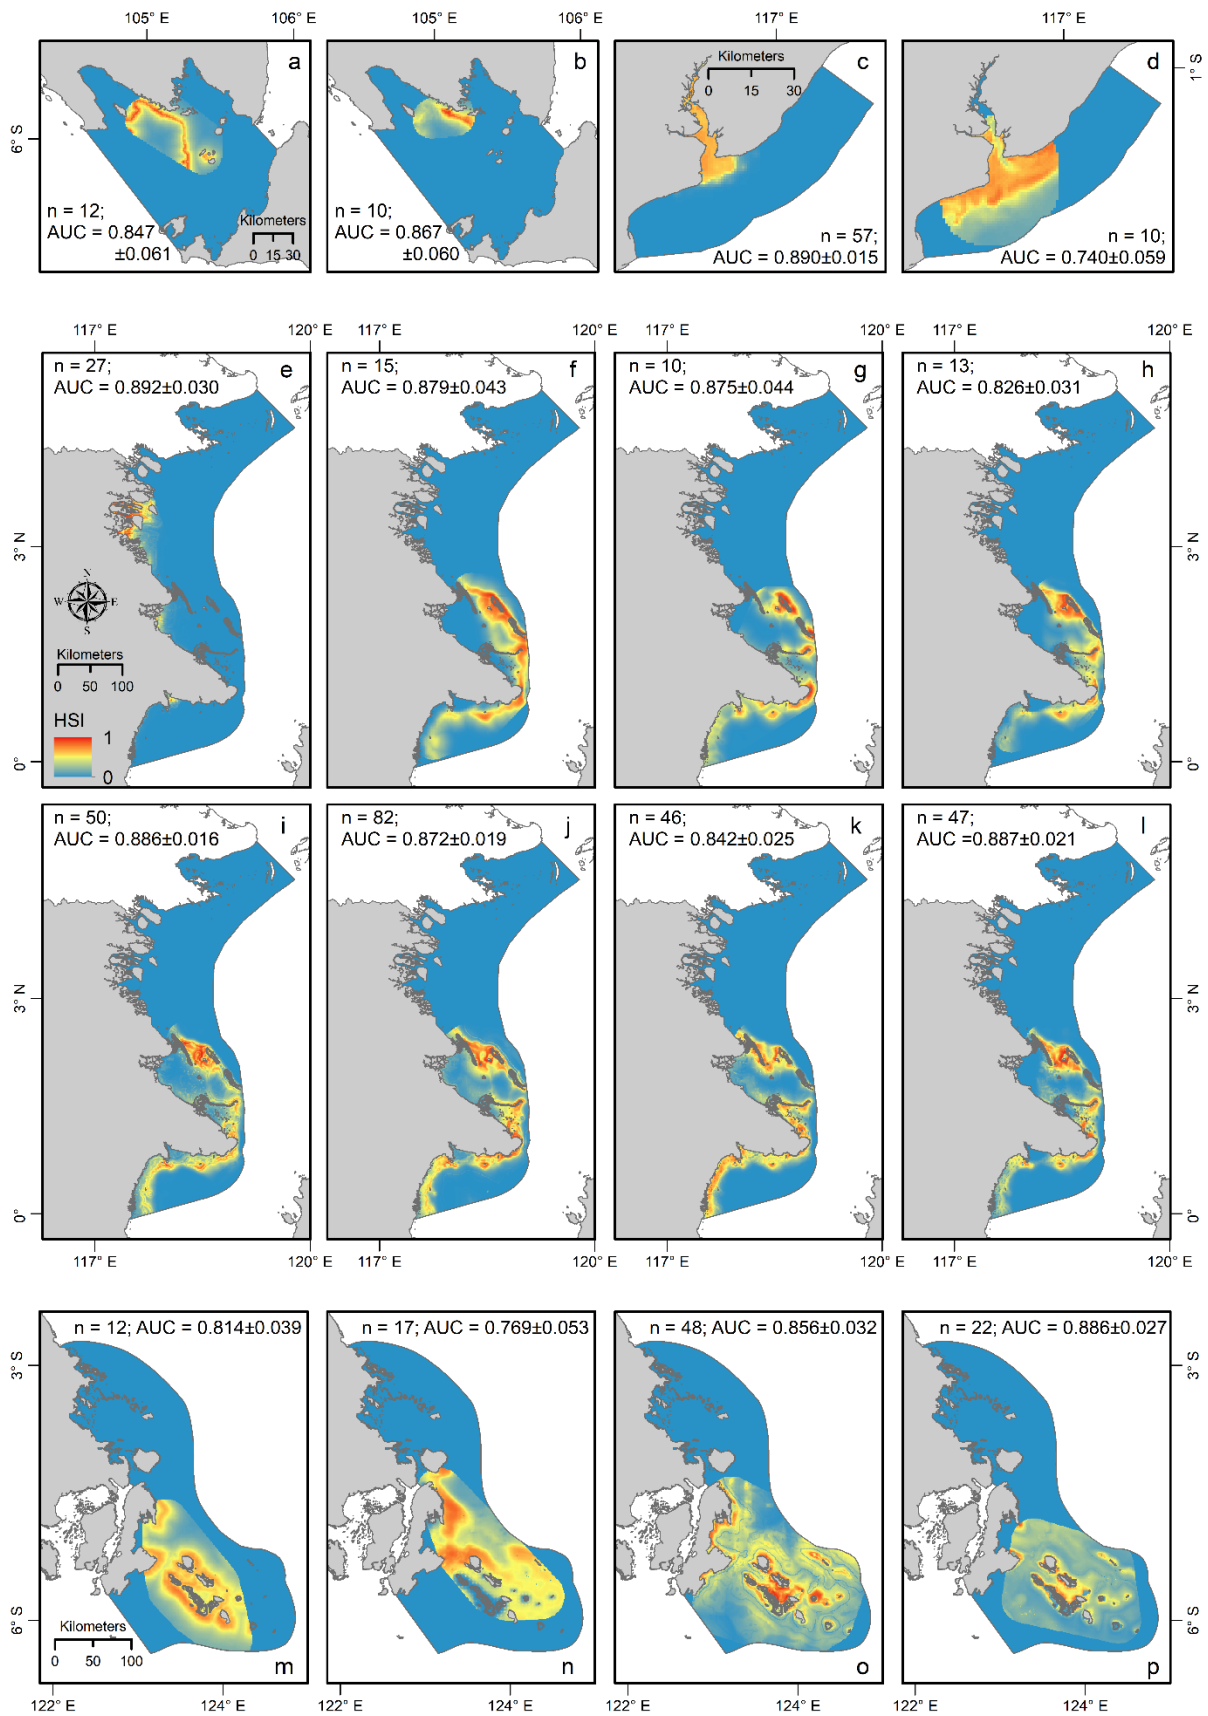 105° E
106° E
105° E
106° E
117° E
117° E
a
b
c
d
Kilometers
0 15 30
1° S
6° S
n = 12;
AUC = 0.847
±0.061
Kilometers
0 15 30
n = 10;
AUC = 0.867
±0.060
n = 57;
AUC = 0.890±0.015
n = 10;
AUC = 0.740±0.059
117° E
120° E
117° E
120° E
117° E
120° E
117° E
120° E
n = 27;
AUC = 0.892±0.030
e
n = 15;
AUC = 0.879±0.043
f
n = 10;
AUC = 0.875±0.044
g
n = 13;
AUC = 0.826±0.031
h
3° N
3° N
N
W
E
S
Kilometers
0 50 100
HSI
1
0
0°
0°
n = 50;
AUC = 0.886±0.016
i
n = 82;
AUC = 0.872±0.019
j
n = 46;
AUC = 0.842±0.025
k
n = 47;
AUC =0.887±0.021
l
3° N
3° N
0°
0°
117° E
120° E
117° E
120° E
117° E
120° E
117° E
120° E
n = 12; AUC = 0.814±0.039
n = 17; AUC = 0.769±0.053
n = 48; AUC = 0.856±0.032
n = 22; AUC = 0.886±0.027
3° S
3° S
6° S
6° S
Kilometers
0 50 100
m
n
o
p
122° E
124° E
122° E
124° E
122° E
124° E
122° E
124° E